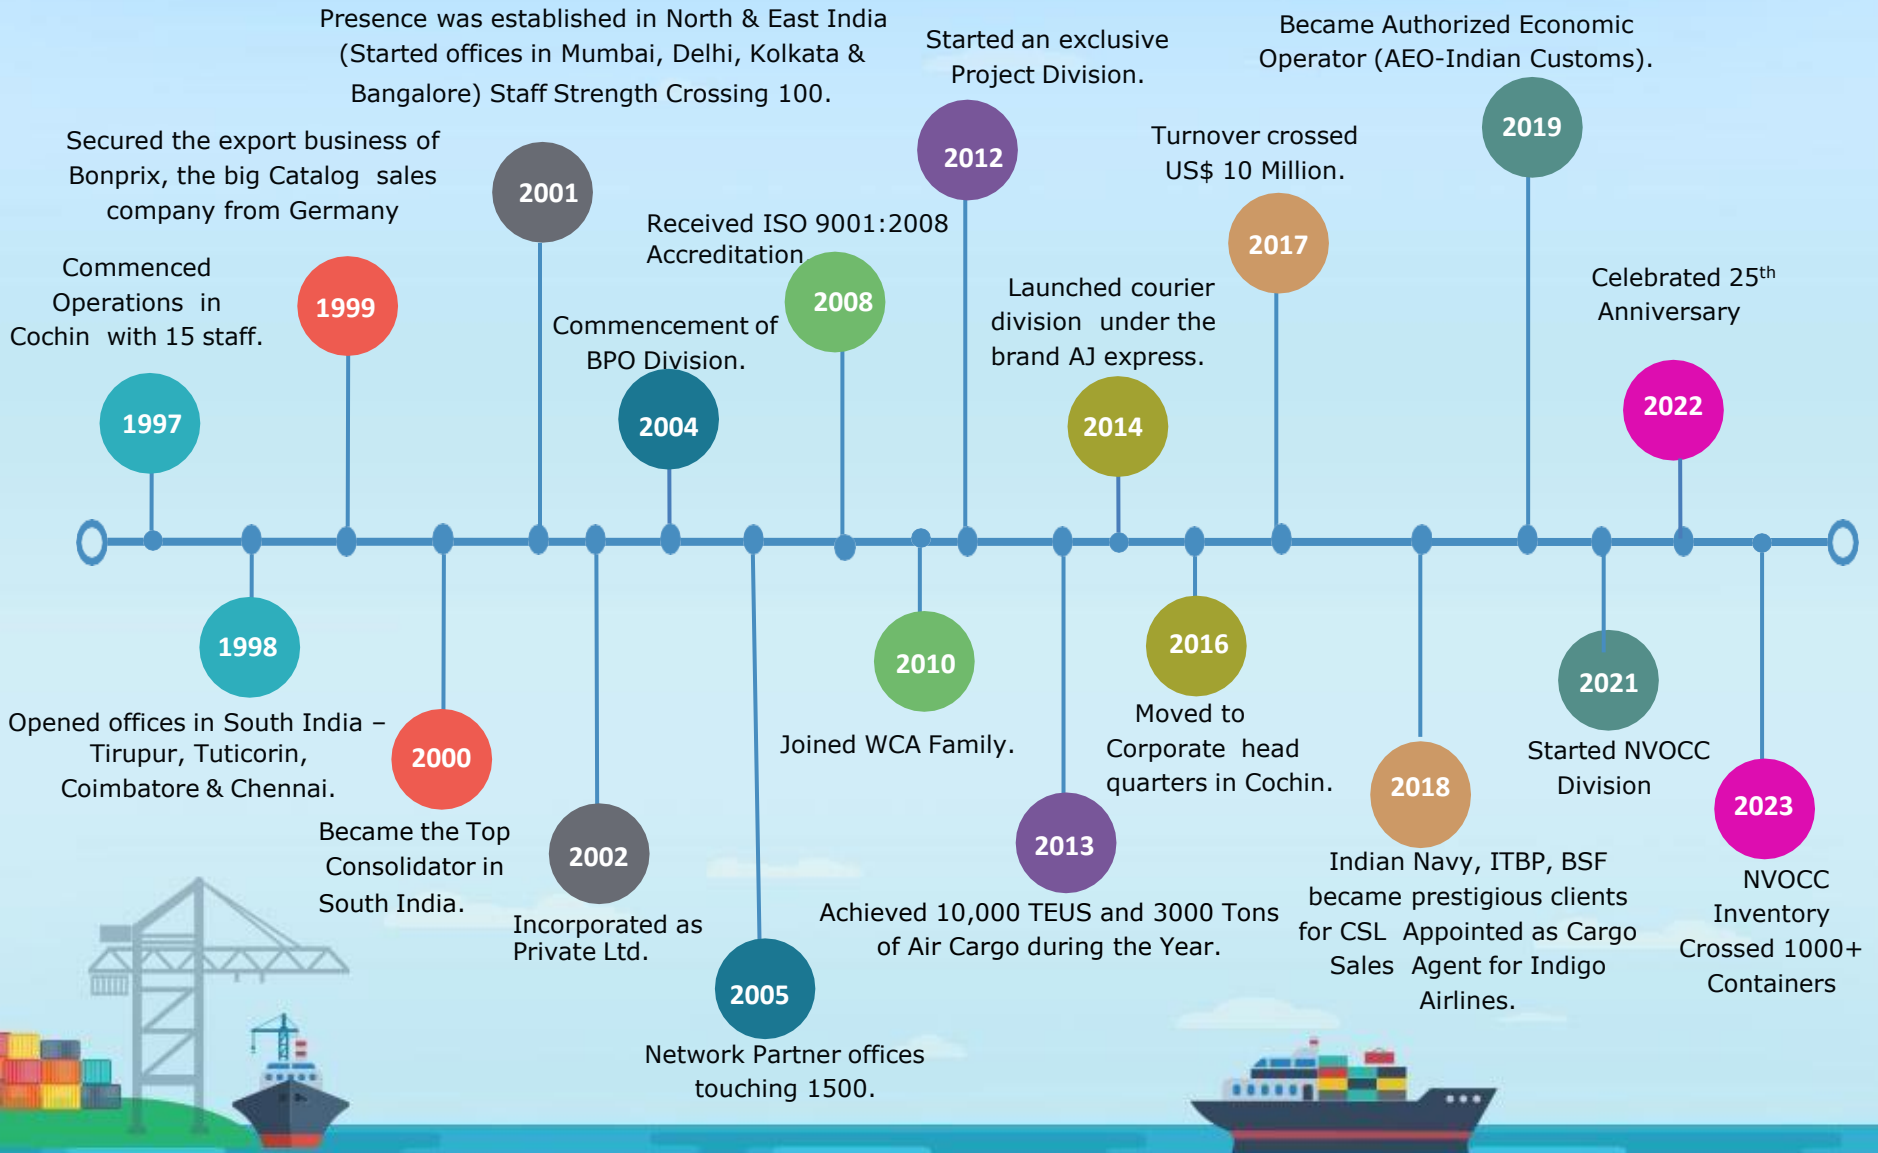 Presence was established in North & East India
(Started offices in Mumbai, Delhi, Kolkata &
Bangalore) Staff Strength Crossing 100.
2001
Started an exclusive
Project Division.
2012
Became Authorized Economic
Operator (AEO-Indian Customs).
2019
Secured the export business of
Bonprix, the big Catalog sales
company from Germany
1999
Turnover crossed
US$ 10 Million.
2017
Received ISO 9001:2008
Accreditation.
2008
Commenced
Operations in
Cochin with 15 staff.
1997
Commencement of
BPO Division.
2004
Launched courier
division under the
brand AJ express.
2014
Celebrated 25th
Anniversary
2022
1998
Opened offices in South India –
Tirupur, Tuticorin,
Coimbatore & Chennai.
2000
Became the Top
Consolidator in
South India.
2002
Incorporated as
Private Ltd.
2005
Network Partner offices
touching 1500.
2010
Joined WCA Family.
2013
Achieved 10,000 TEUS and 3000 Tons
of Air Cargo during the Year.
2016
Moved to
Corporate head
quarters in Cochin.
2018
Indian Navy, ITBP, BSF
became prestigious clients
for CSL Appointed as Cargo
Sales Agent for Indigo
Airlines.
2021
Started NVOCC
Division
2023
NVOCC
Inventory
Crossed 1000+
Containers